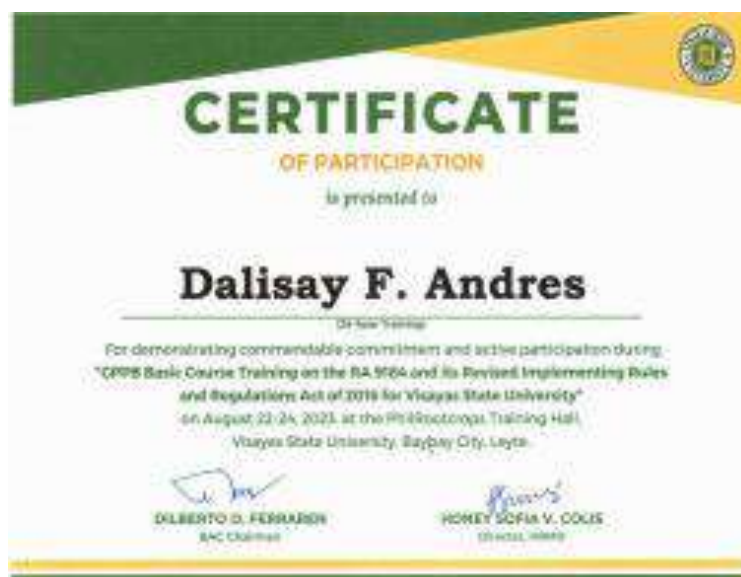 CERTIFICATE
OF PARTICIPATION
is presented to
Dalisay F. Andres
For demonstrating commendable commitment and active participation during
"GPPB Basic Course Training on the RA 9184 and its Revised Implementing Rules
and Regulations Act of 2016 for Visayas State University"
on August 22-24, 2023, at the PhilRootcrops Training Hall,
Visayas State University, Baybay City, Leyte.
DILBERTO O. FERRAREN
BAC Chairman
HONEY SOFIA V. COLIS
Director, HRMO